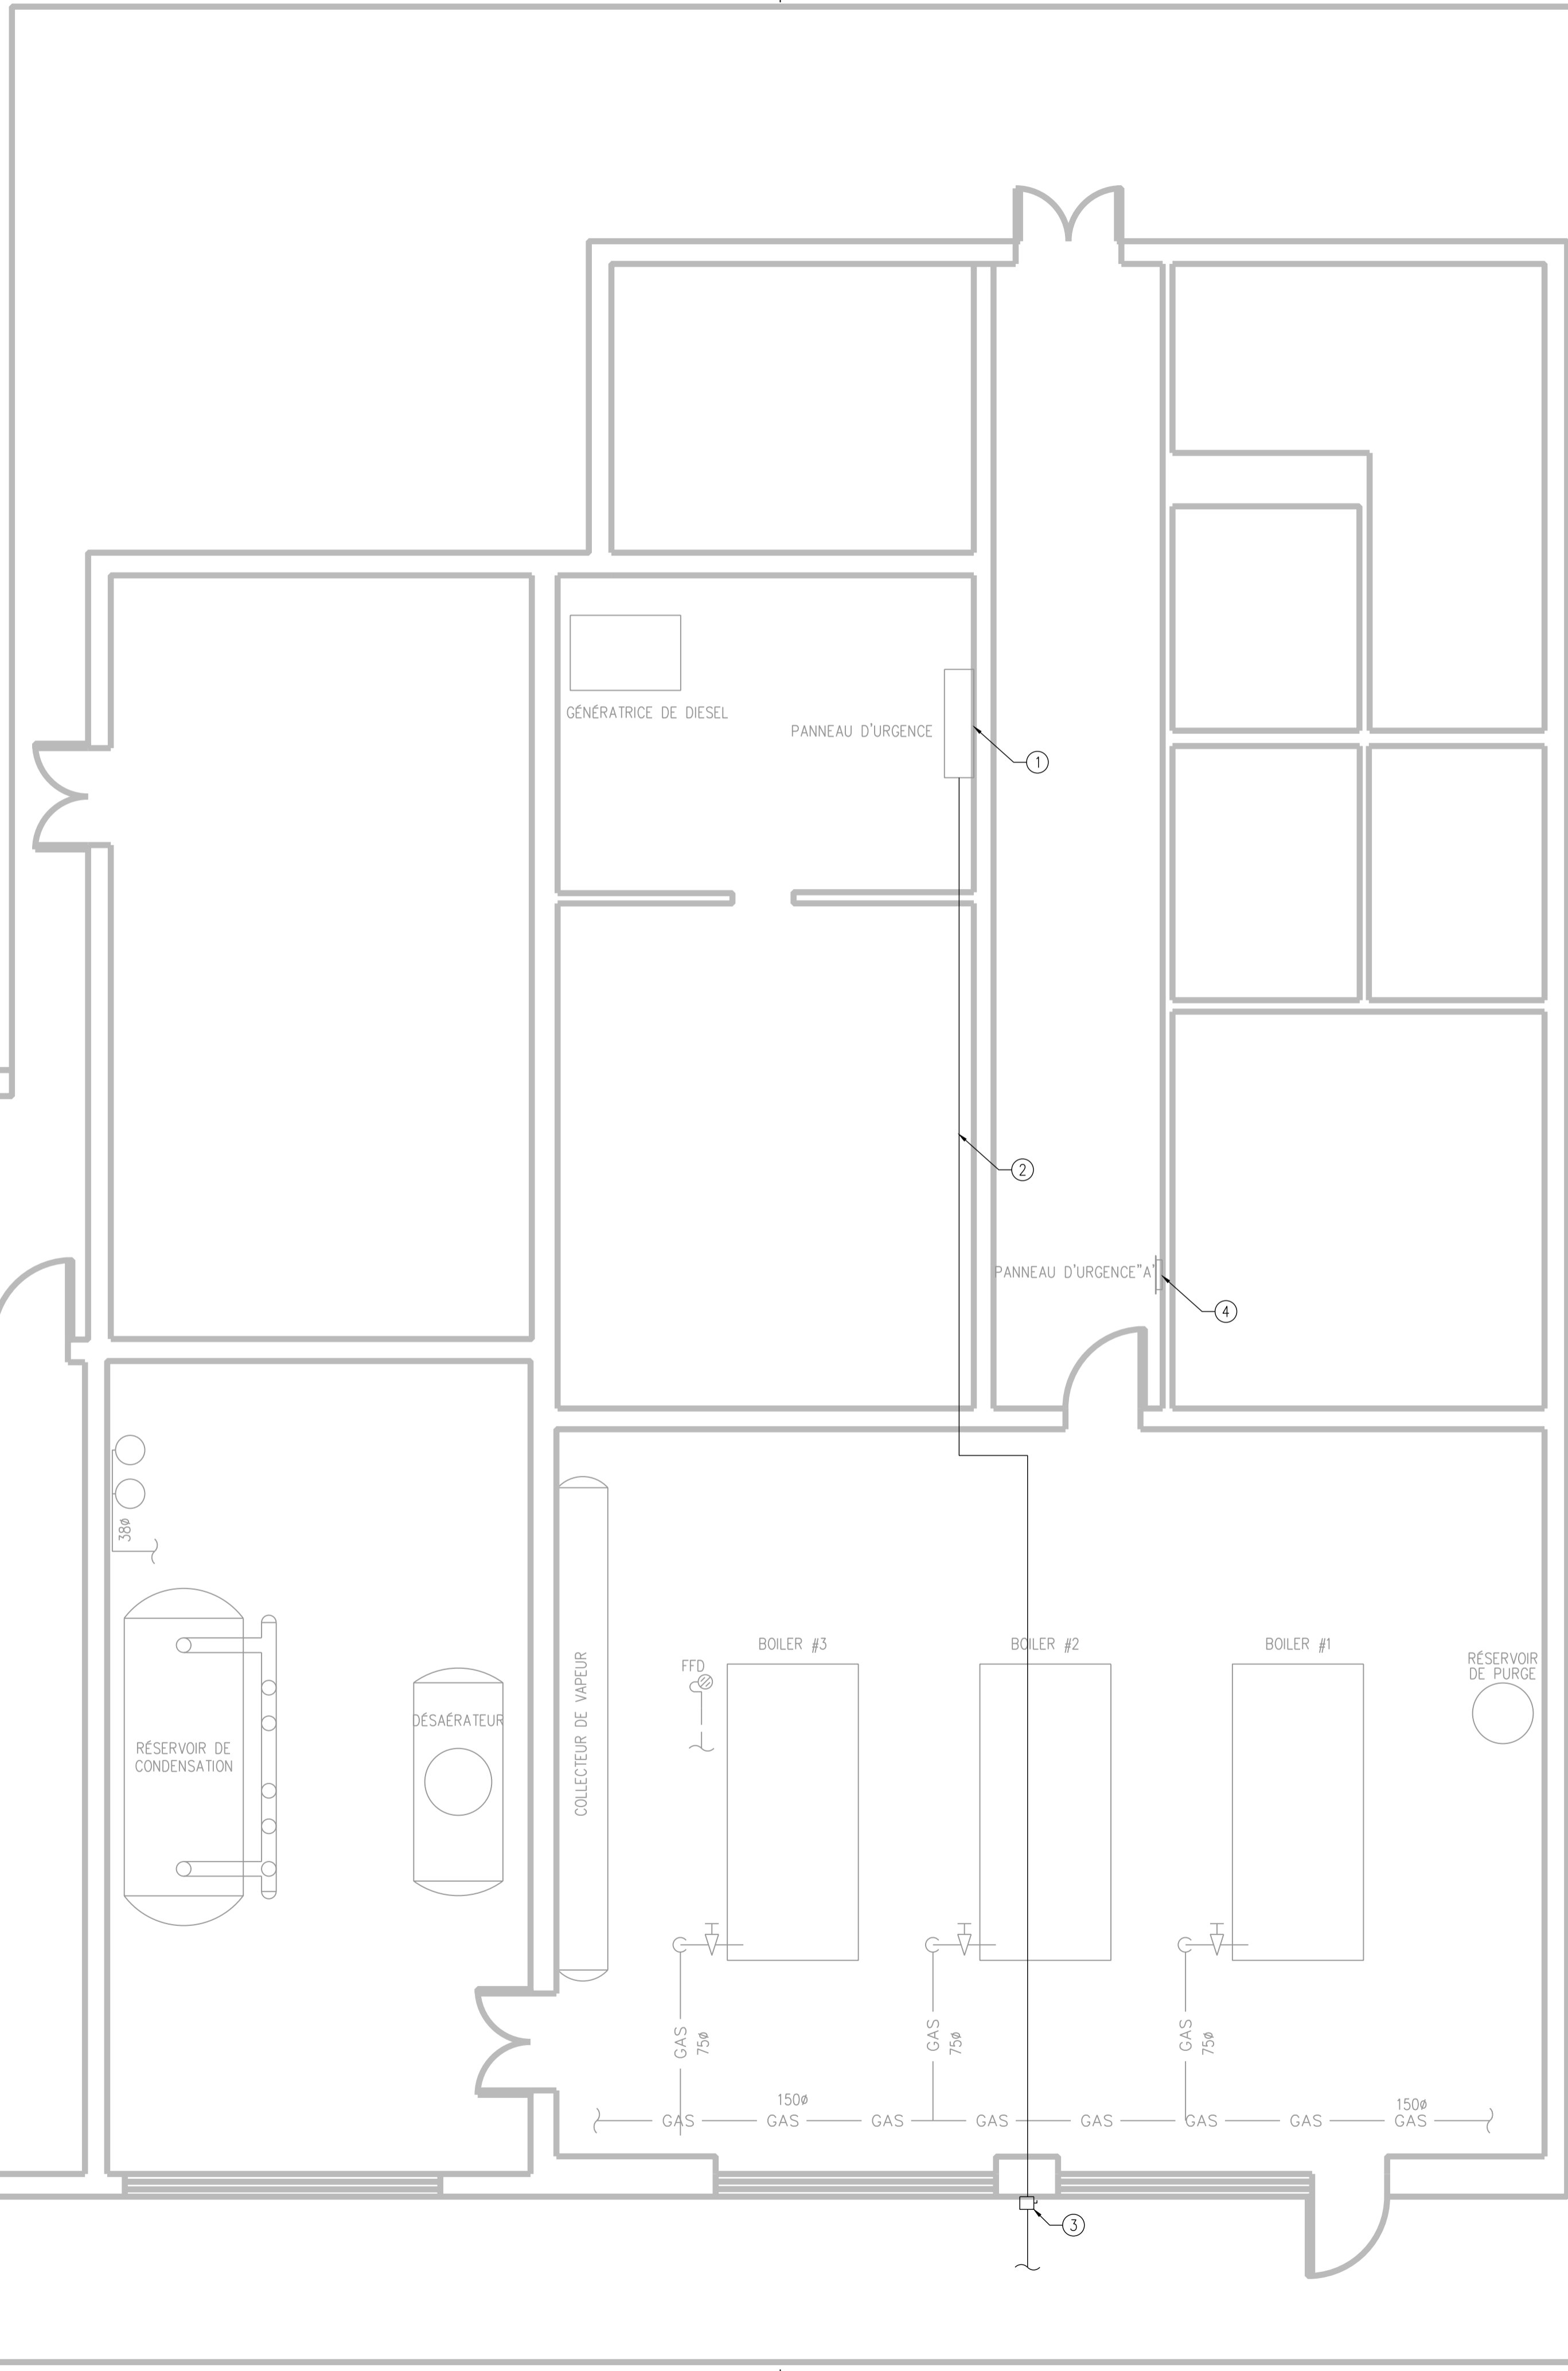 GÉNÉRATRICE DE DIESEL
PANNEAU D'URGENCE
1
2
PANNEAU D'URGENCE"A"
4
38ø
BOILER #3
BOILER #2
BOILER #1
FFD
RÉSERVOIR
DE PURGE
COLLECTEUR DE VAPEUR
DÉSAÉRATEUR
RÉSERVOIR DE
CONDENSATION
GAS
75ø
GAS
75ø
GAS
75ø
150ø
150ø
GAS GAS GAS GAS GAS GAS GAS GAS
3